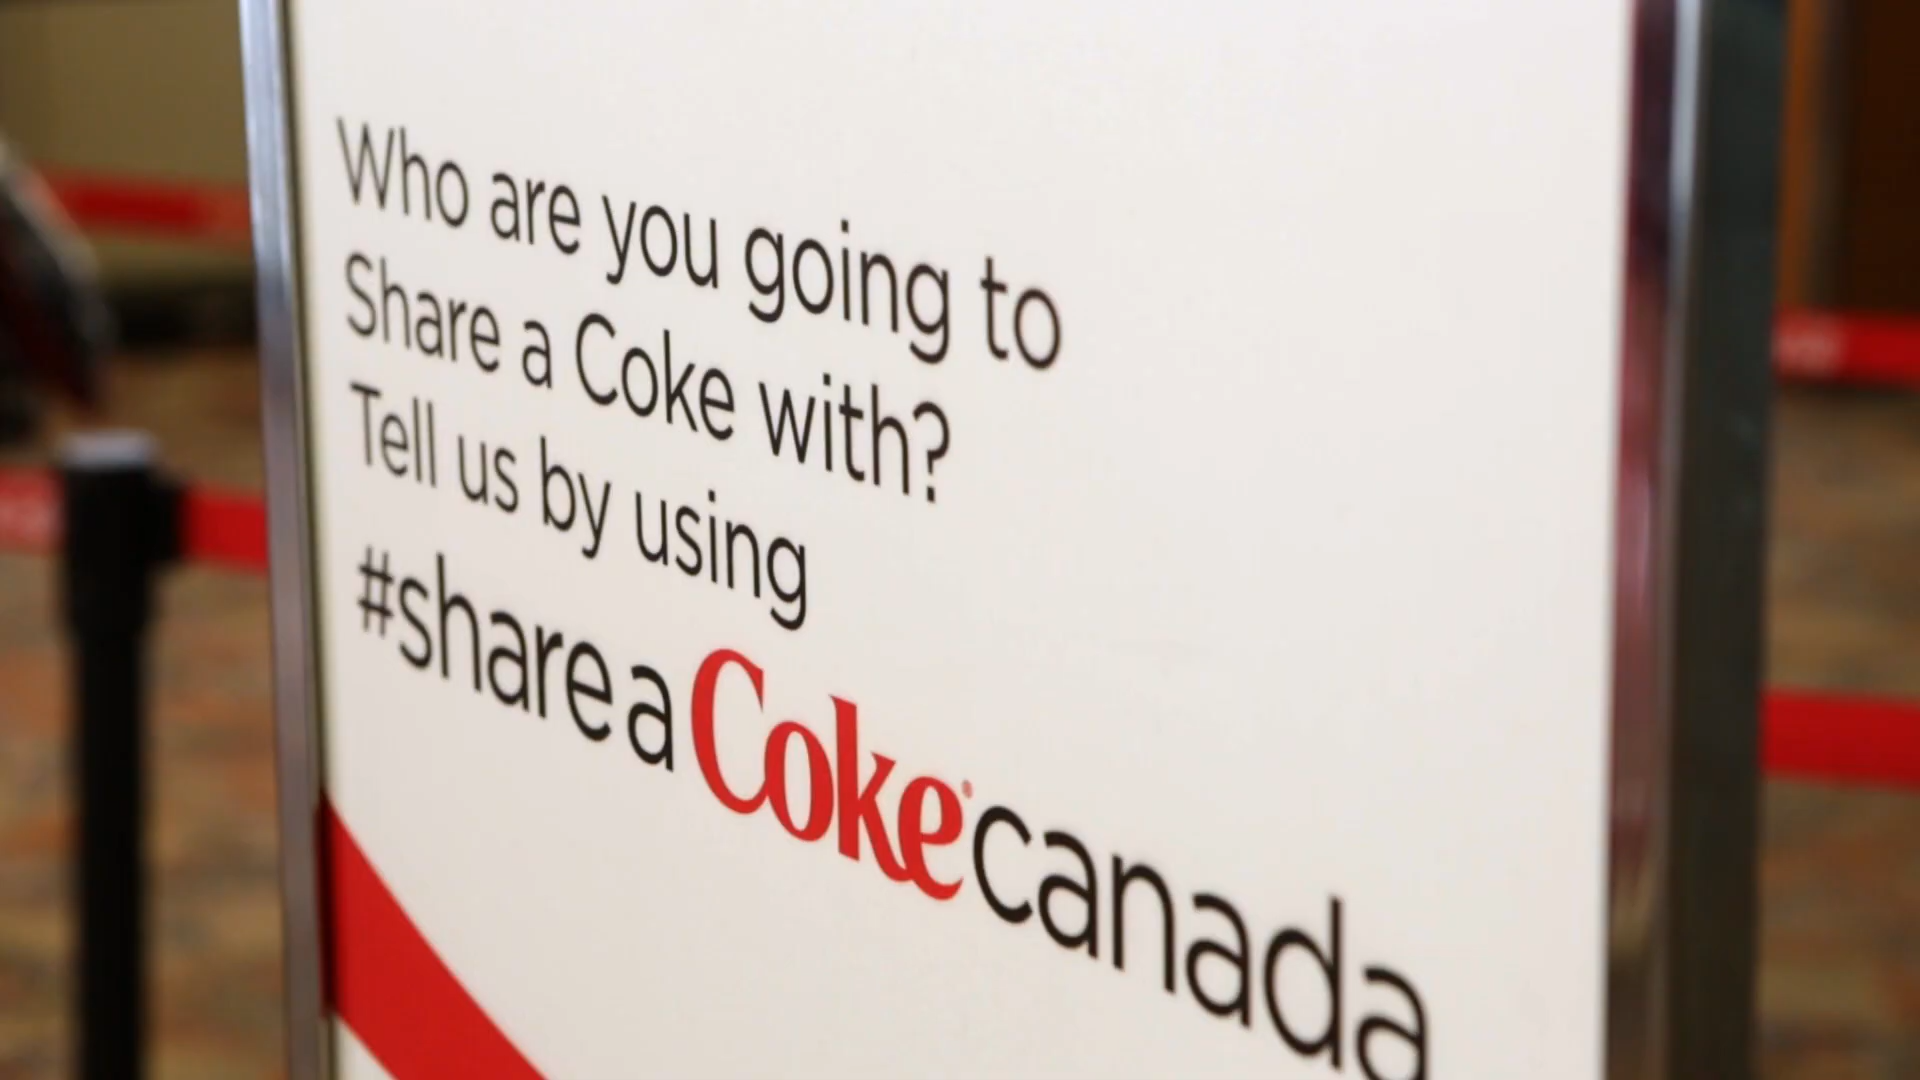 Who are you going to
Share a Coke with?
Tell us by using
#shareaCokecanada